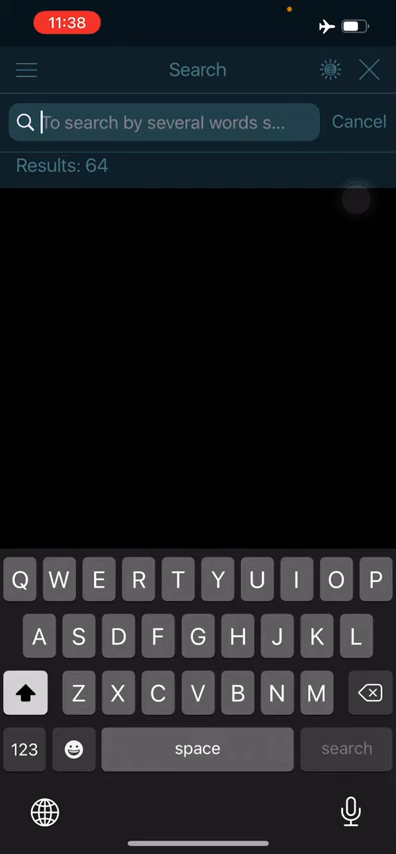 11:38
Search
To search by several words s...
Cancel
Results: 64
Q W E R T Y U I O P
A S D F G H J K L
Z X C V B N M
123 space search